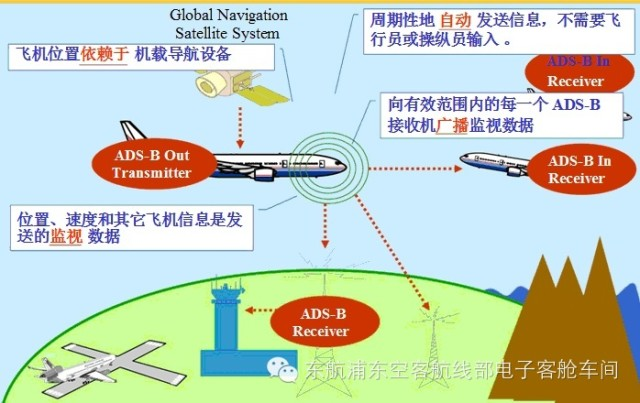 Global Navigation
Satellite System
飞机位置依赖于 机载导航设备
周期性地 自动 发送信息，不需要飞
行员或操纵员输入 。
ADS-B In
Receiver
向有效范围内的每一个 ADS-B
接收机广播监视数据
ADS-B Out
Transmitter
ADS-B In
Receiver
位置、速度和其它飞机信息是发
送的监视 数据
ADS-B
Receiver
东航浦东空客航线部电子客舱车间